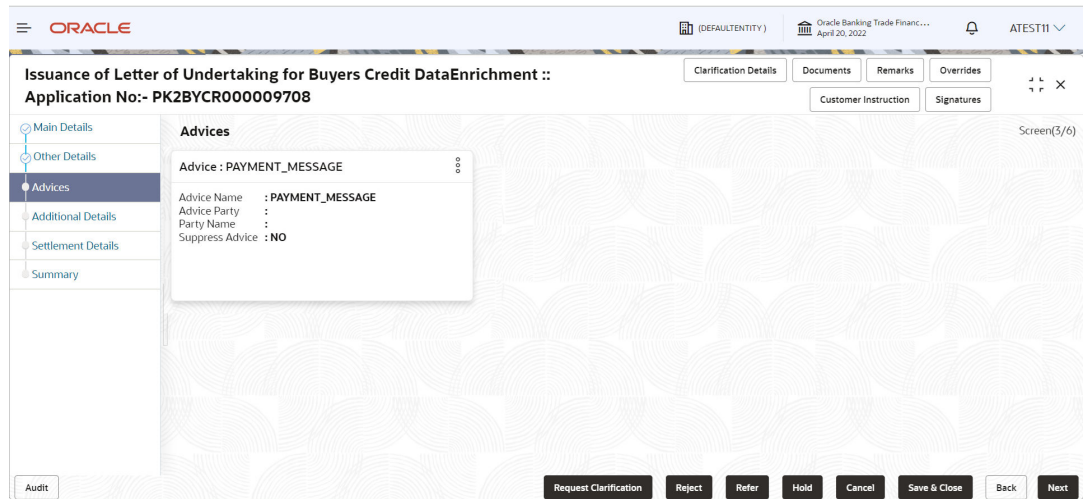 ORACLE
(DEFAULTENTITY )
Oracle Banking Trade Financ...
April 20, 2022
ATEST11
Issuance of Letter of Undertaking for Buyers Credit DataEnrichment ::
Application No:- PK2BYCR000009708
Clarification Details
Documents
Remarks
Overrides
Customer Instruction
Signatures
Main Details
Other Details
Advices
Additional Details
Settlement Details
Summary
Advices
Screen(3/6)
Advice : PAYMENT_MESSAGE
Advice Name : PAYMENT_MESSAGE
Advice Party :
Party Name :
Suppress Advice : NO
Audit
Request Clarification
Reject
Refer
Hold
Cancel
Save & Close
Back
Next